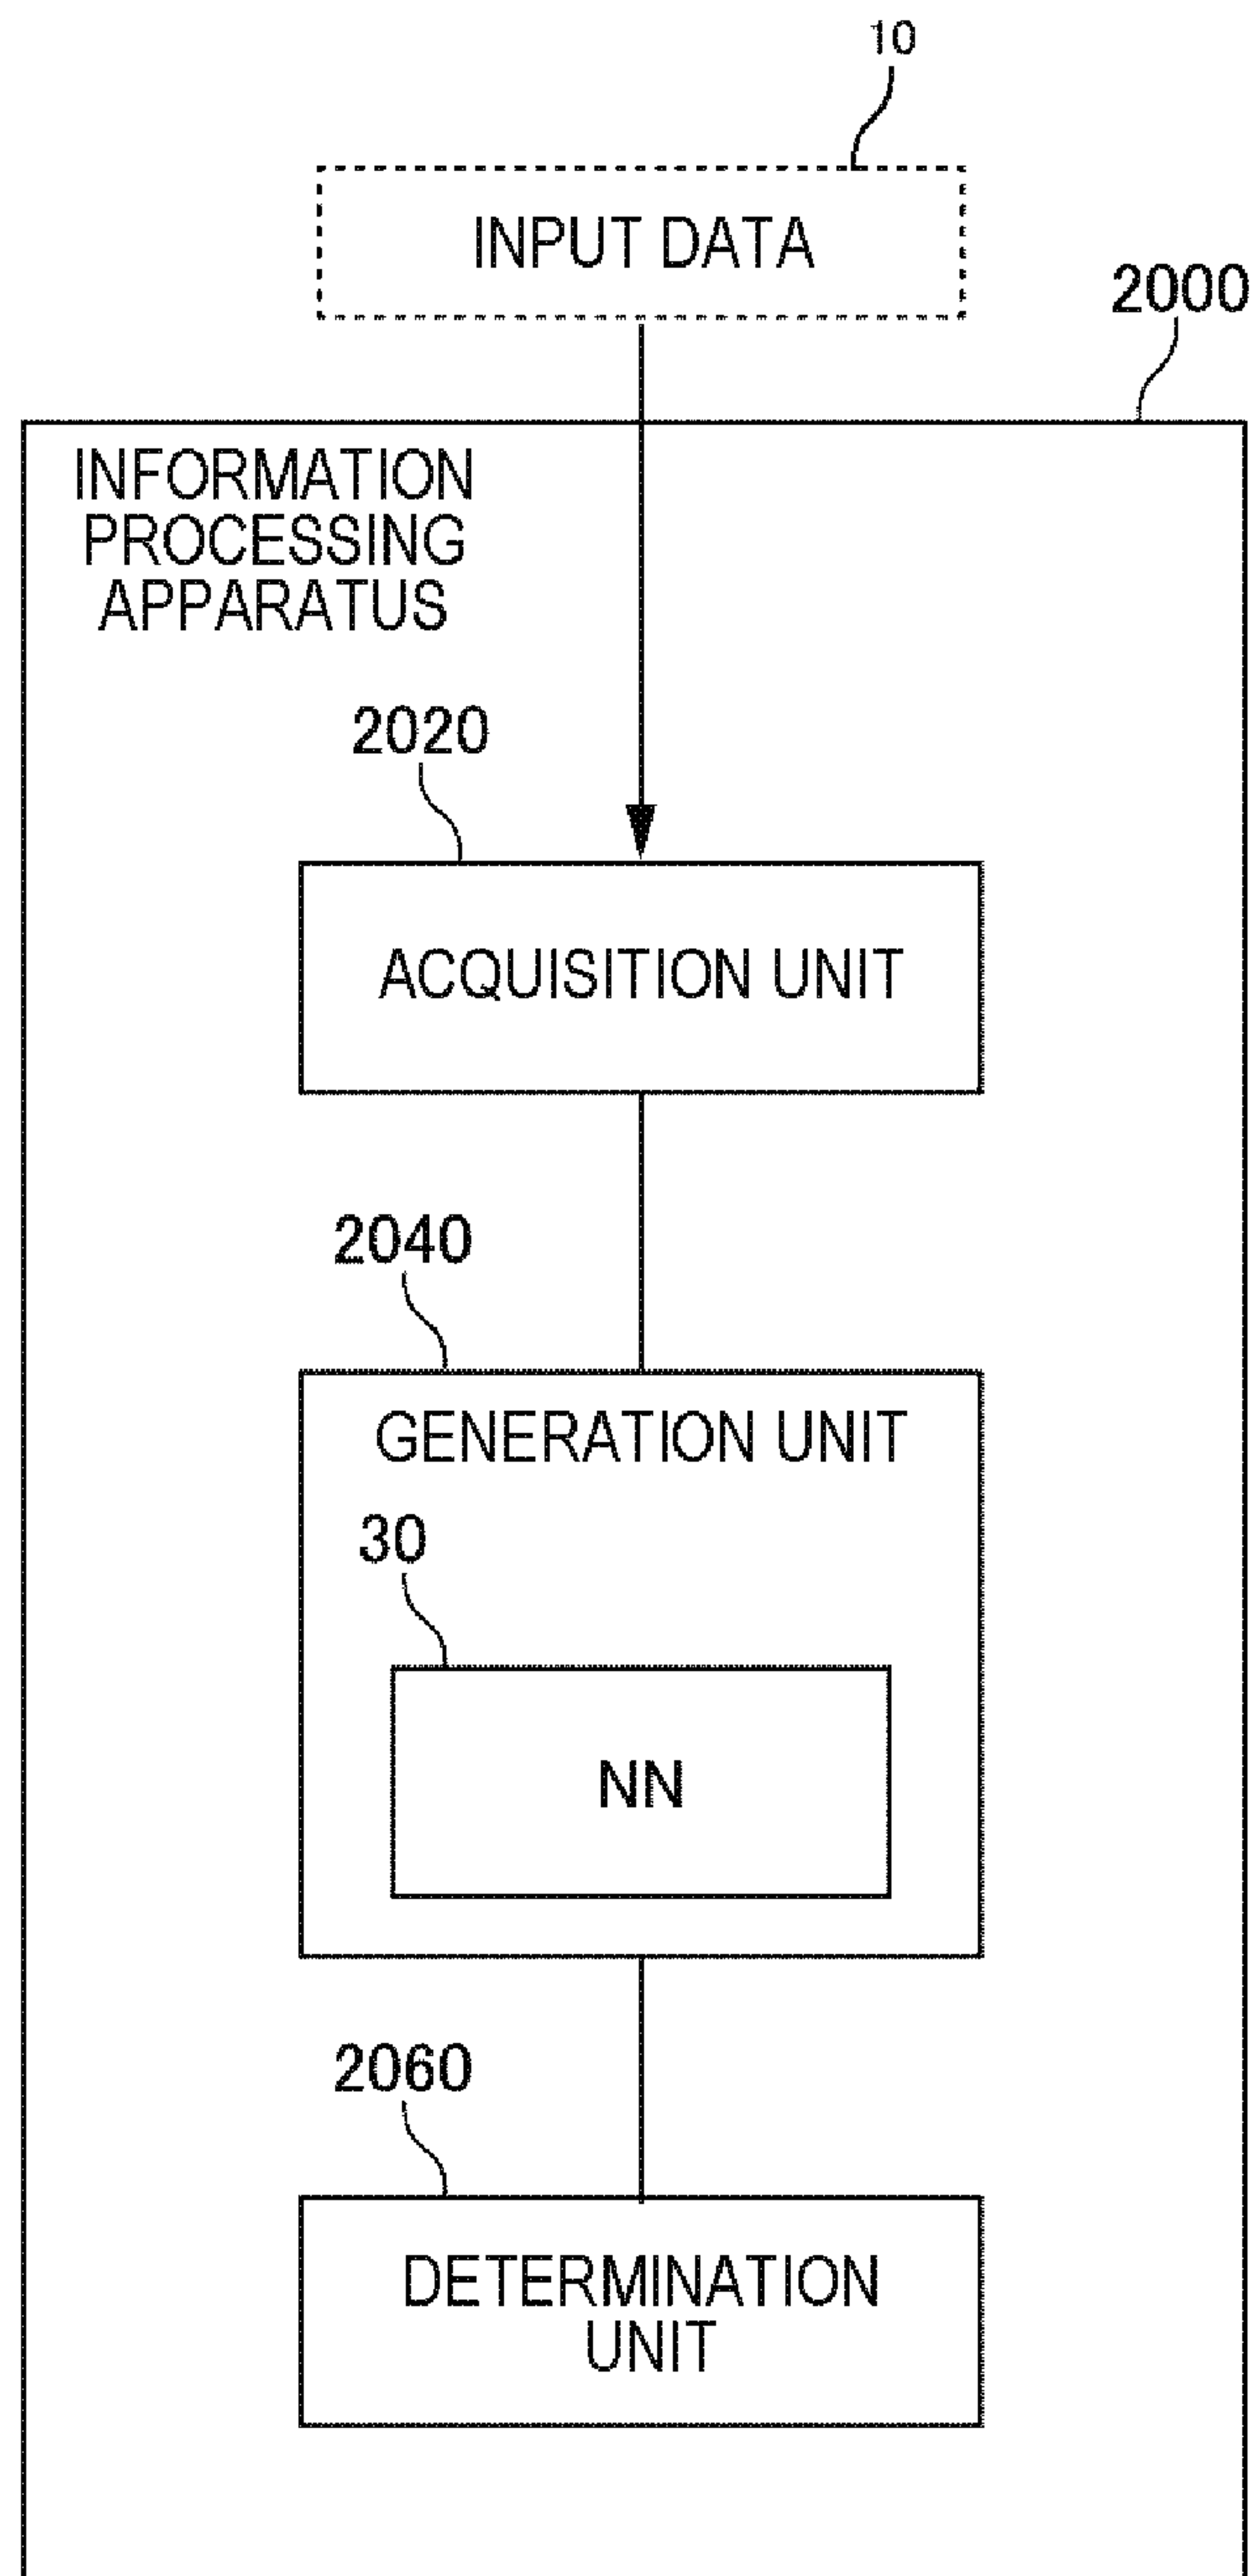 10
INPUT DATA
2000
INFORMATION
PROCESSING
APPARATUS
2020
ACQUISITION UNIT
2040
GENERATION UNIT
30
NN
2060
DETERMINATION
UNIT